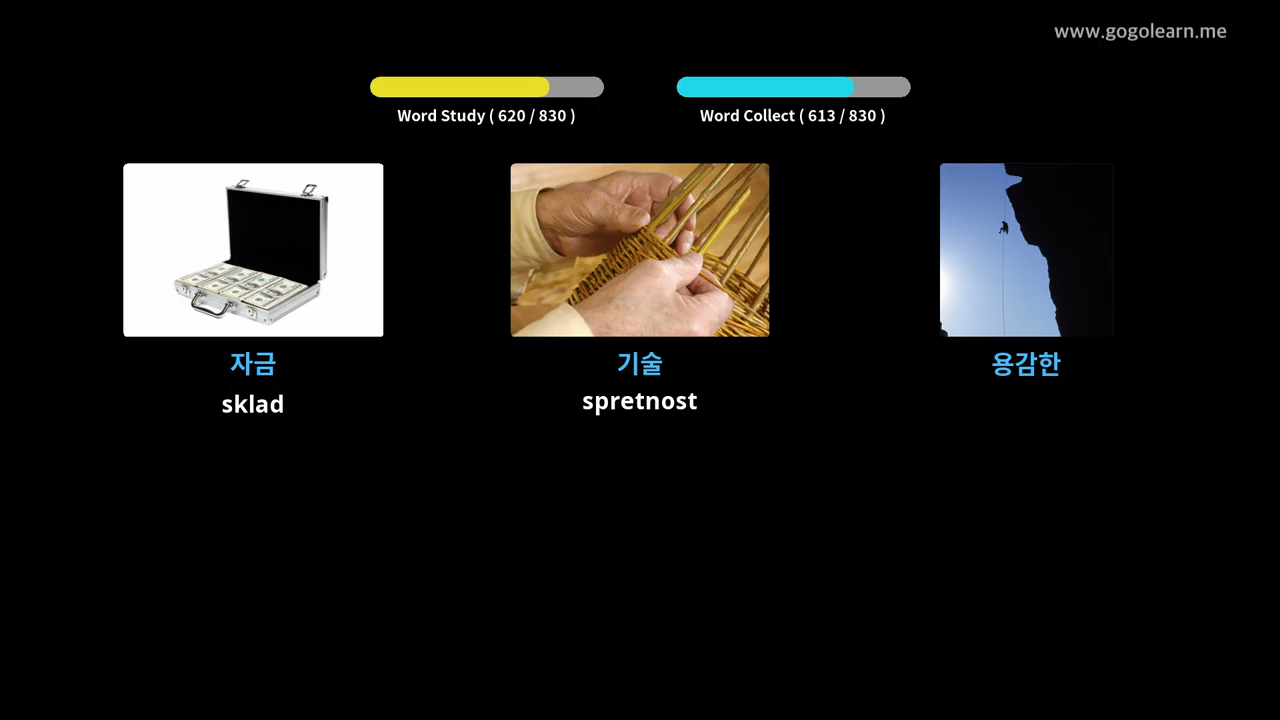 www.gogolearn.me
Word Study ( 620 / 830 )
Word Collect ( 613 / 830 )
자금
기술
용감한
sklad
spretnost